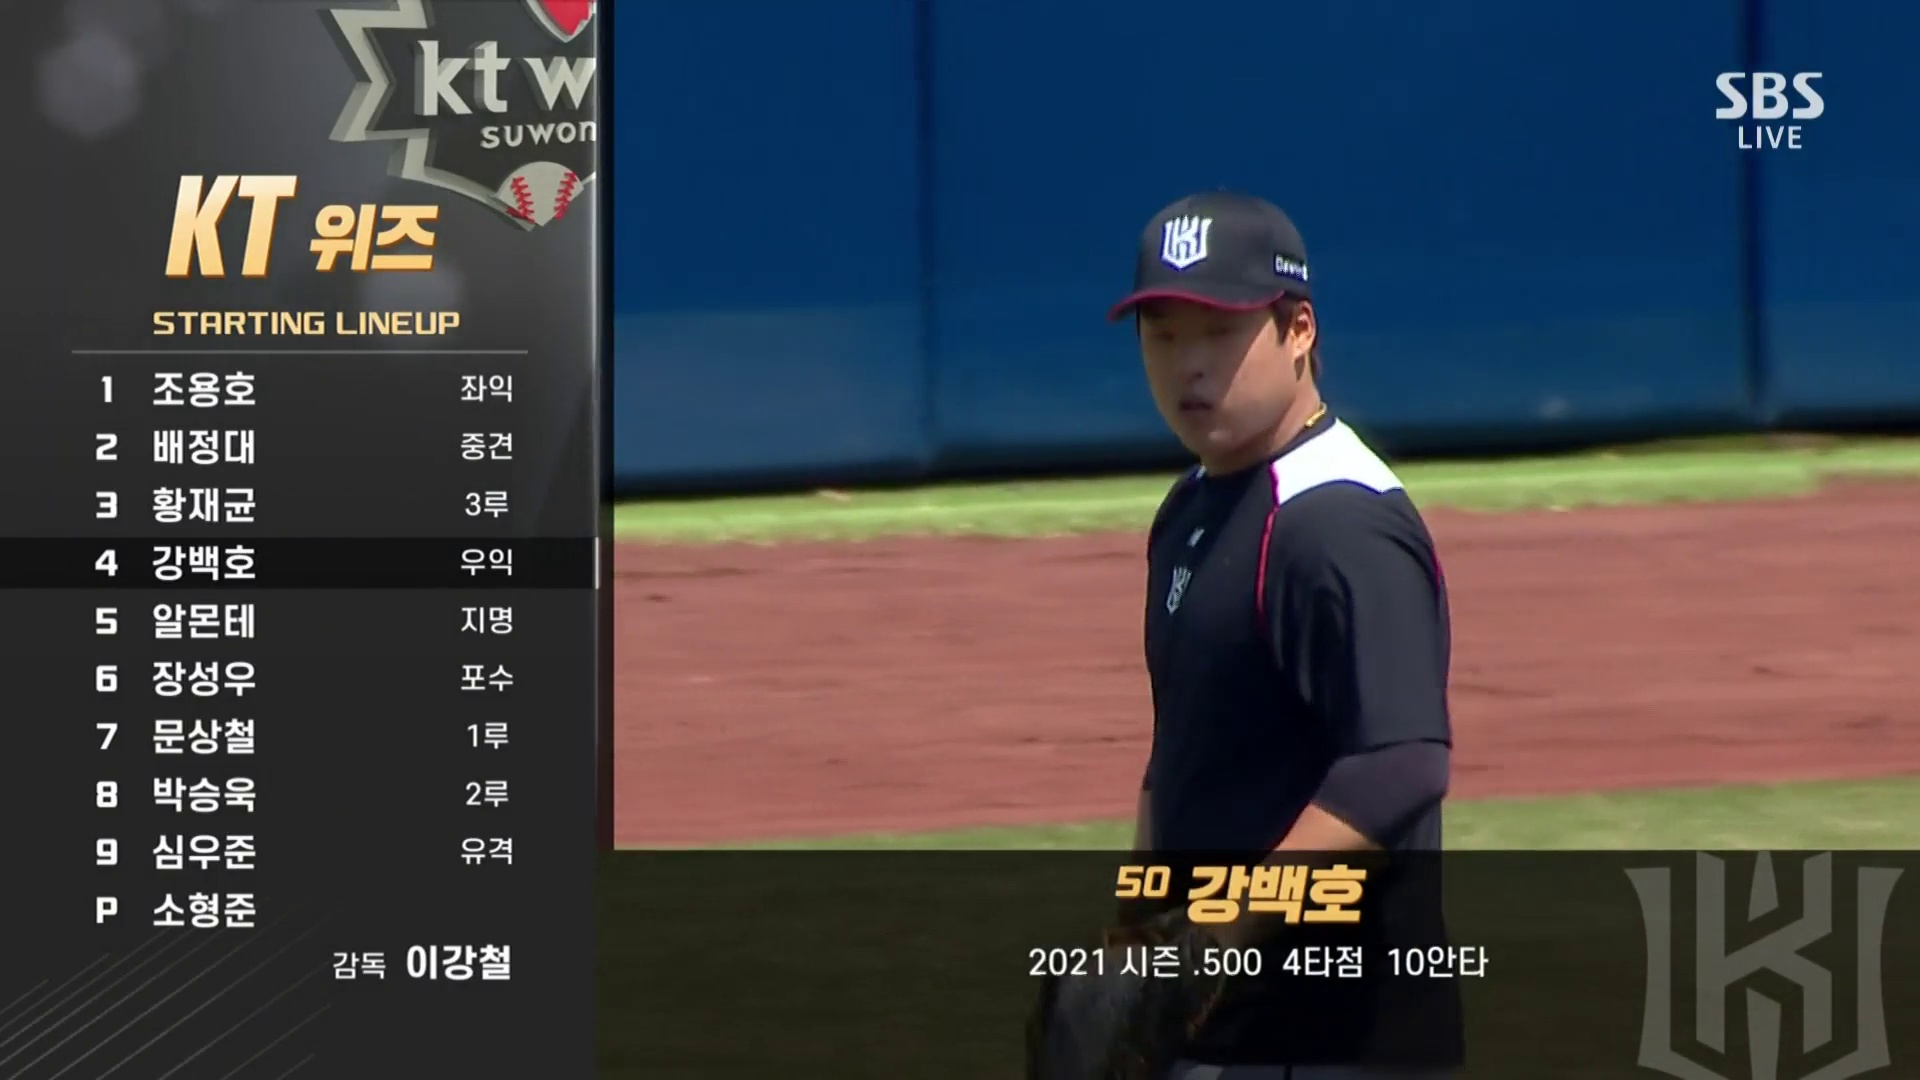 kt w
suwon
KT 위즈
STARTING LINEUP
1 조용호 좌익
2 배정대 중견
3 황재균 3루
4 강백호 우익
5 알몬테 지명
6 장성우 포수
7 문상철 1루
8 박승욱 2루
9 심우준 유격
P 소형준
감독 이강철
SBS
LIVE
50 강백호
2021 시즌 .500 4타점 10안타